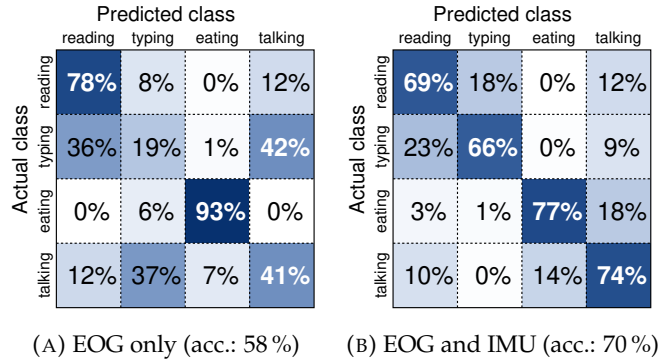 Predicted class
reading typing eating talking
Actual class
reading 78% 8% 0% 12%
typing 36% 19% 1% 42%
eating 0% 6% 93% 0%
talking 12% 37% 7% 41%
(A) EOG only (acc.: 58 %)
Predicted class
reading typing eating talking
Actual class
reading 69% 18% 0% 12%
typing 23% 66% 0% 9%
eating 3% 1% 77% 18%
talking 10% 0% 14% 74%
(B) EOG and IMU (acc.: 70 %)